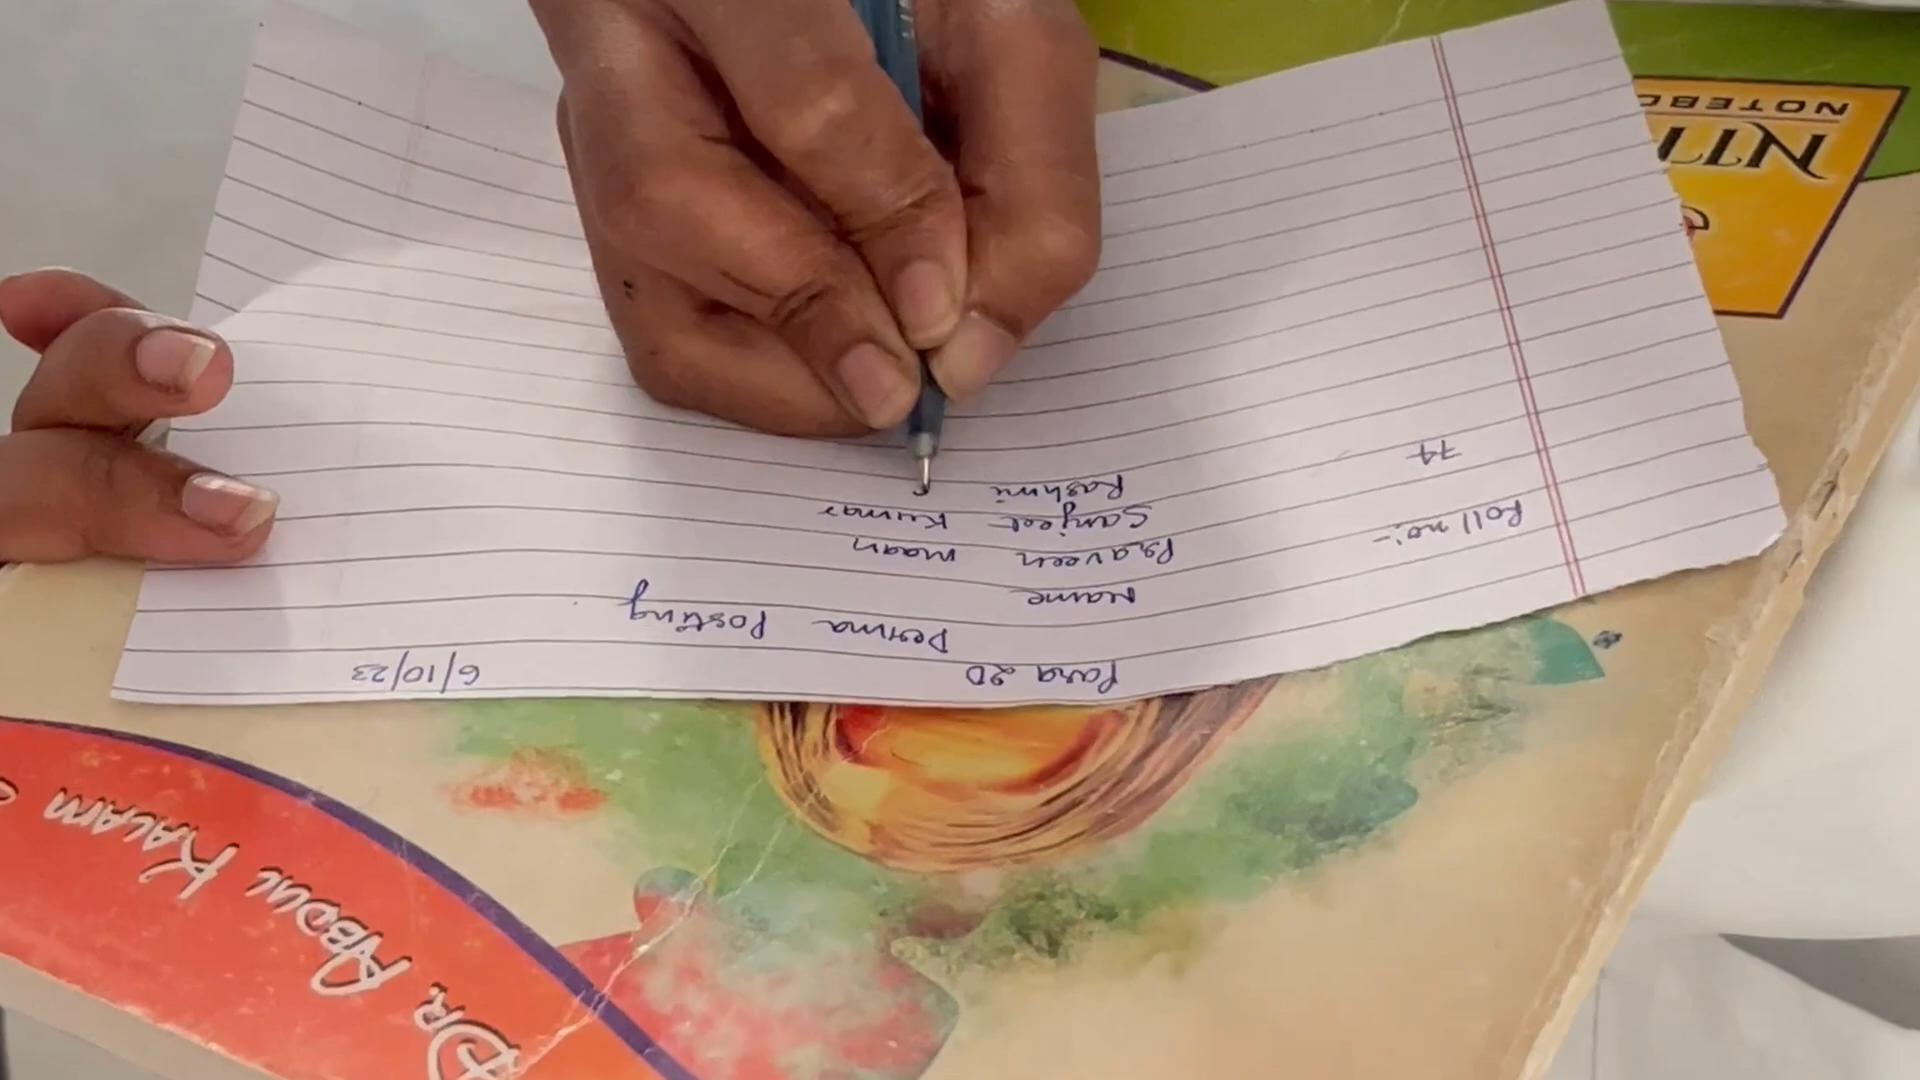 Para 2D 6/10/23
Derma Posting
Name
Roll no:- Praveen Maan
Sanjeet Kumar
74 Rashmi
DR. ABDUL KALAM
NOTEBO